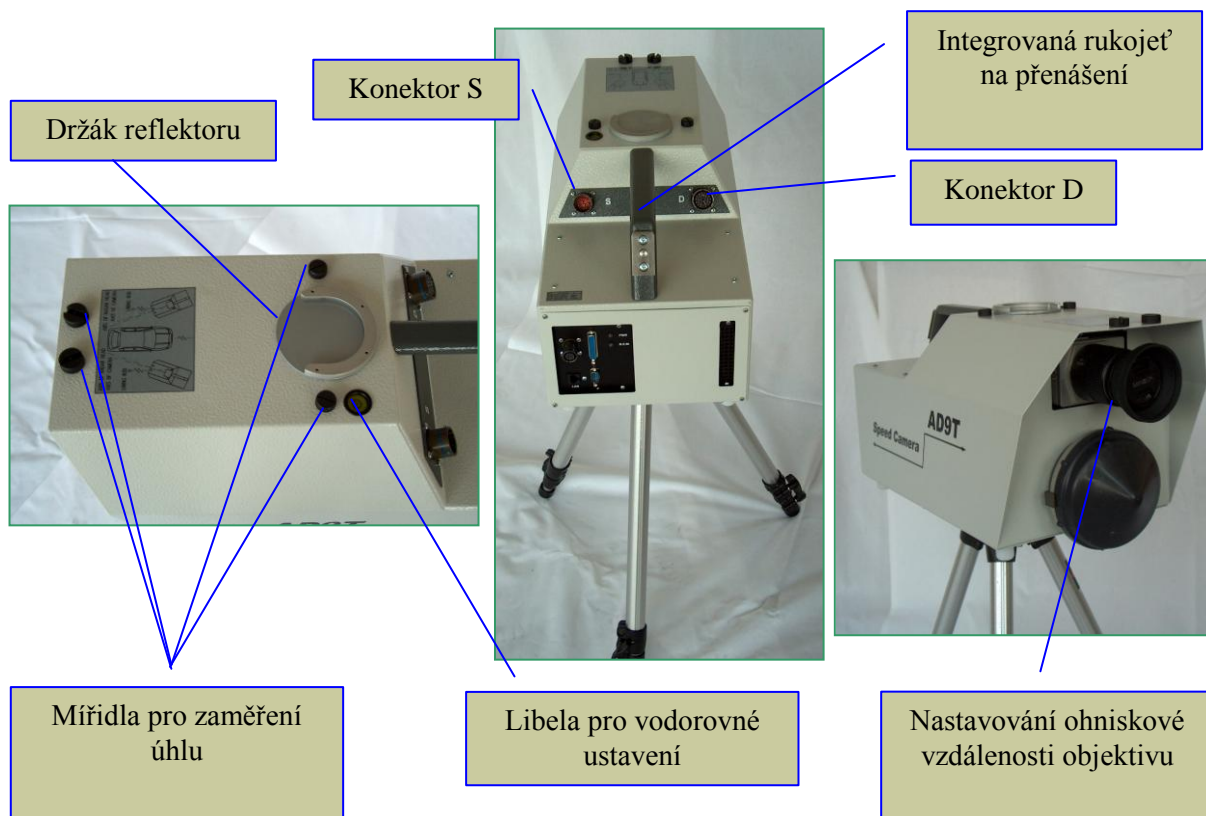 Integrovaná rukojeť
na přenášení
Konektor S
Držák reflektoru
Konektor D
S
D
AD9T
Speed Camera
Mířidla pro zaměření
úhlu
Libela pro vodorovné
ustavení
Nastavování ohniskové
vzdálenosti objektivu